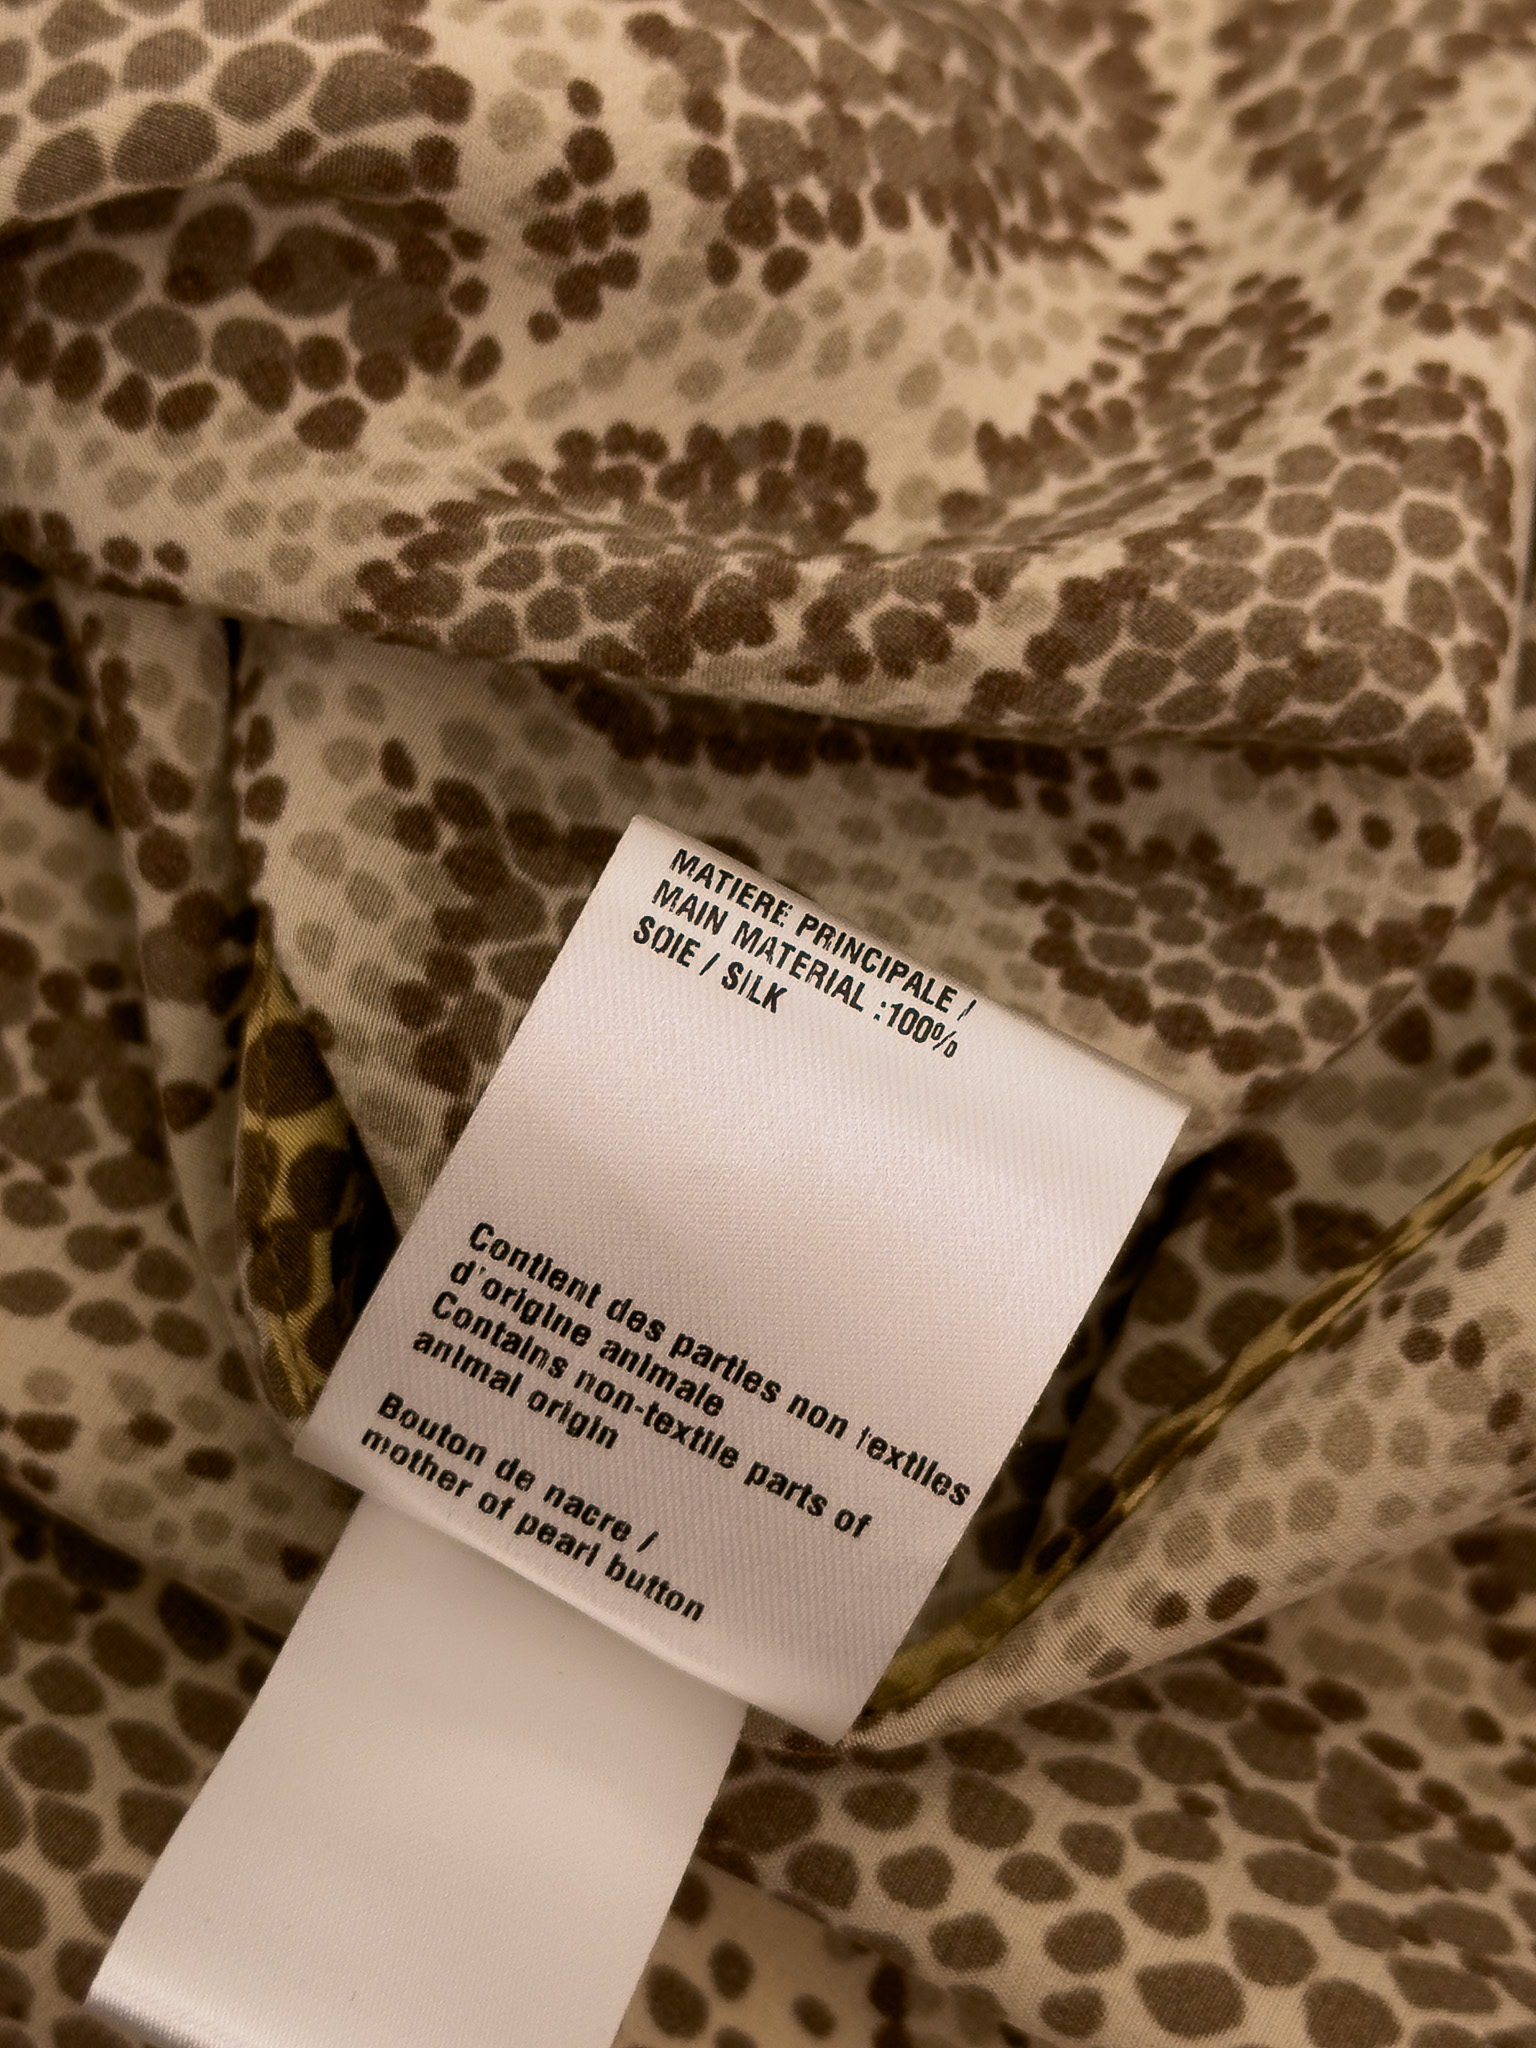 MATIERE PRINCIPALE /
MAIN MATERIAL :100%
SOIE / SILK
Contient des parties non textiles
d'origine animale
Contains non-textile parts of
animal origin
Bouton de nacre /
mother of pearl button